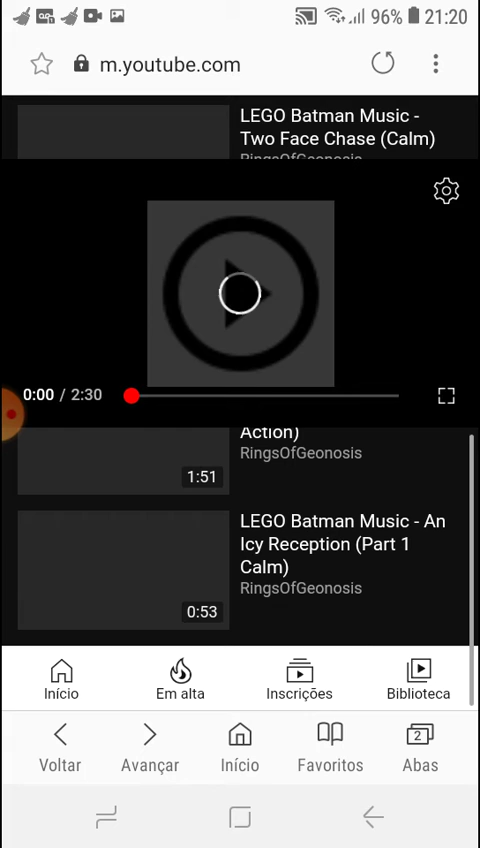 96% 21:20
m.youtube.com
LEGO Batman Music -
Two Face Chase (Calm)
RingsOfGeonosis
0:00 / 2:30
Action)
RingsOfGeonosis
1:51
LEGO Batman Music - An
Icy Reception (Part 1
Calm)
RingsOfGeonosis
0:53
Início Em alta Inscrições Biblioteca
2
Voltar Avançar Início Favoritos Abas